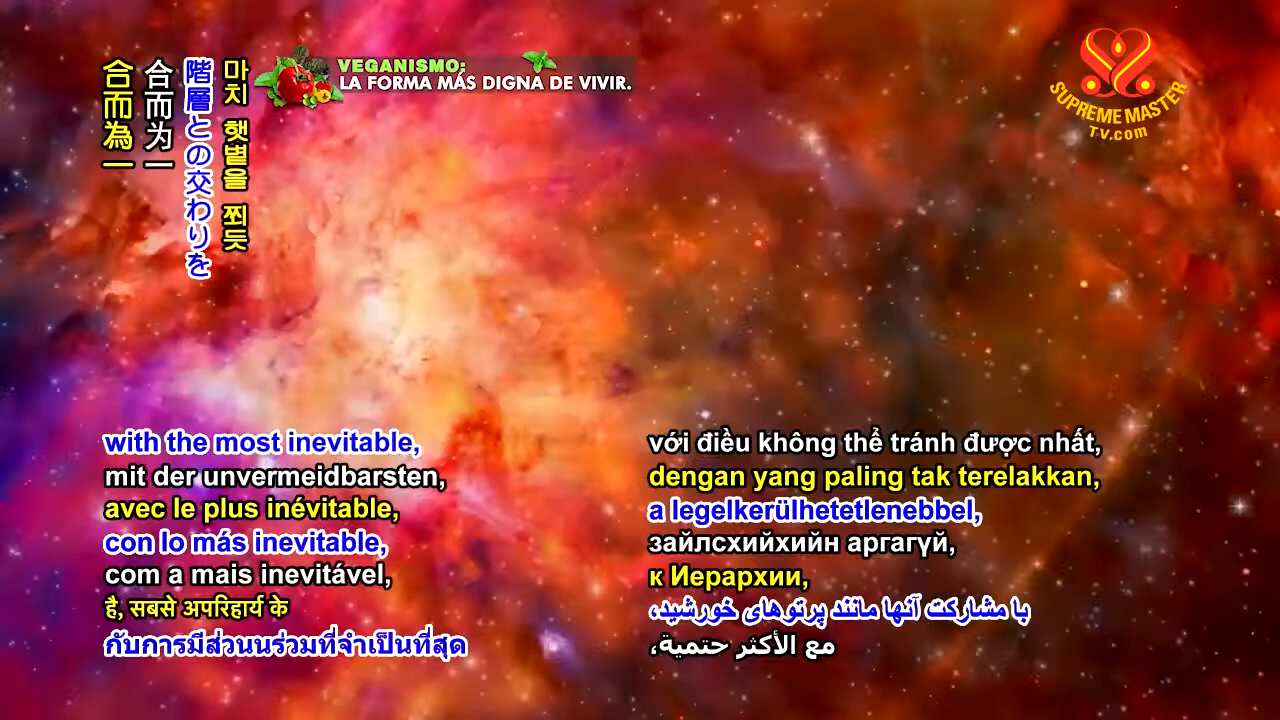 合而為一
合而为一
階層との交わりを
마치 햇볕을 쬐듯
VEGANISMO:
LA FORMA MÁS DIGNA DE VIVIR.
SUPREME MASTER
TV.com
with the most inevitable,
mit der unvermeidbarsten,
avec le plus inévitable,
con lo más inevitable,
com a mais inevitável,
है, सबसे अपरिहार्य के
กับการมีส่วนนร่วมที่จำเป็นที่สุด
với điều không thể tránh được nhất,
dengan yang paling tak terelakkan,
a legelkerülhetetlenebbel,
зайлсхийхийн аргагүй,
к Иерархии,
با مشارکت آنها مانند پرتوهای خورشید،
مع الأكثر حتمية،